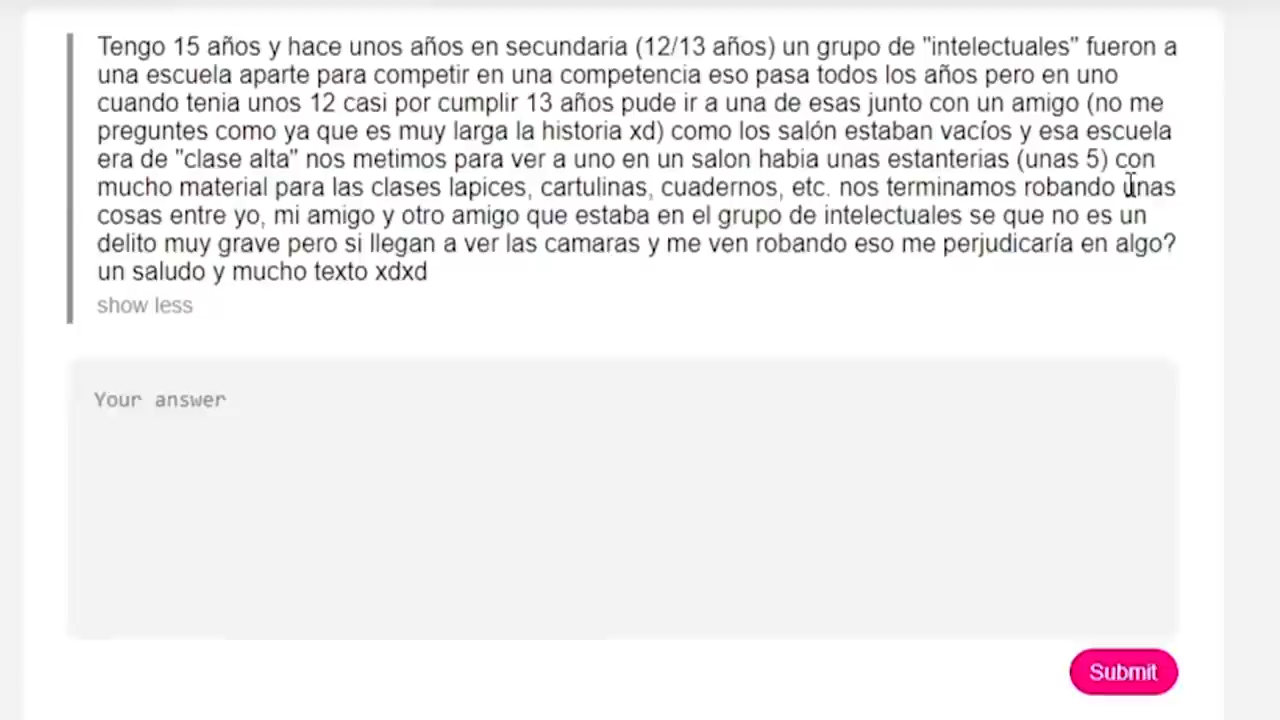 Tengo 15 años y hace unos años en secundaria (12/13 años) un grupo de "intelectuales" fueron a
una escuela aparte para competir en una competencia eso pasa todos los años pero en uno
cuando tenia unos 12 casi por cumplir 13 años pude ir a una de esas junto con un amigo (no me
preguntes como ya que es muy larga la historia xd) como los salón estaban vacíos y esa escuela
era de "clase alta" nos metimos para ver a uno en un salon habia unas estanterias (unas 5) con
mucho material para las clases lapices, cartulinas, cuadernos, etc. nos terminamos robando unas
cosas entre yo, mi amigo y otro amigo que estaba en el grupo de intelectuales se que no es un
delito muy grave pero si llegan a ver las camaras y me ven robando eso me perjudicaría en algo?
un saludo y mucho texto xdxd
show less
Your answer
Submit